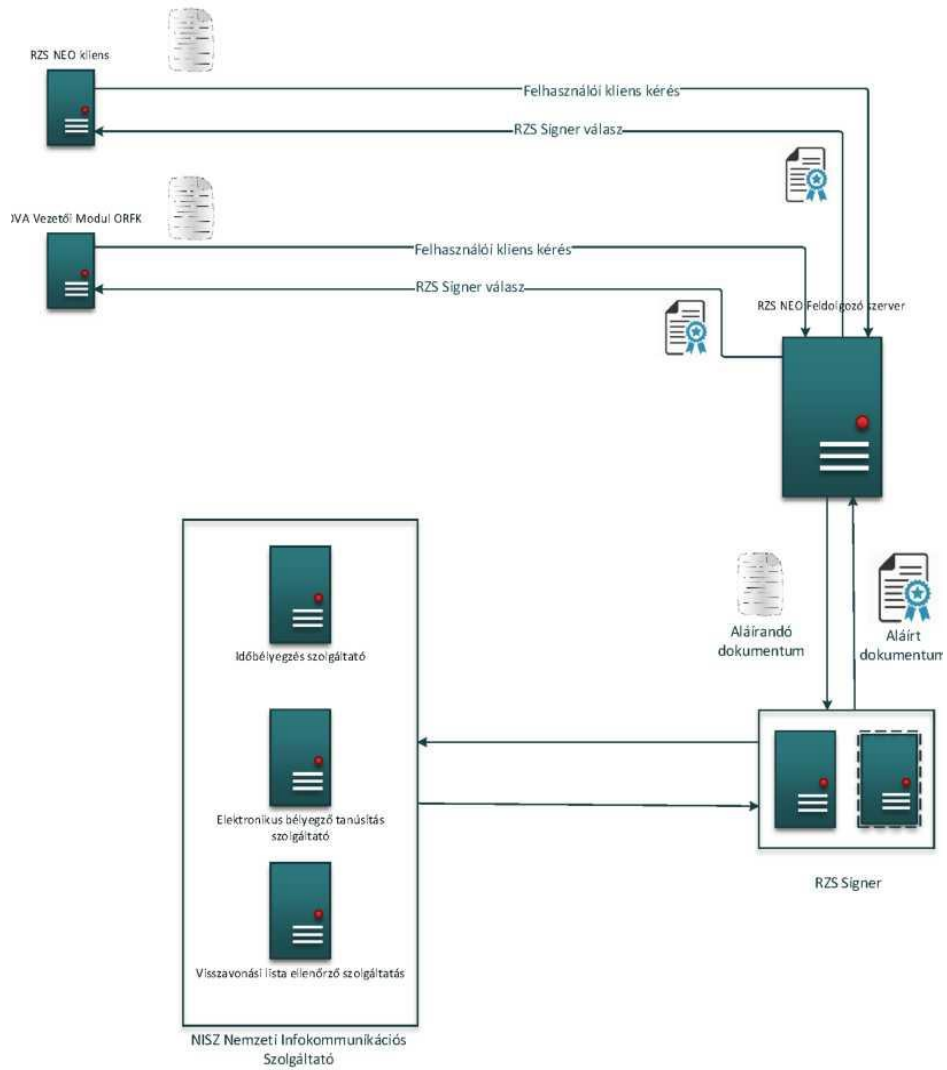 RZS NEO kliens
Felhasználói kliens kérés
RZS Signer válasz
OVA Vezetői Modul ORFK
Felhasználói kliens kérés
RZS Signer válasz
RZS NEO Feldolgozó szerver
Időbélyegzés szolgáltató
Aláírandó
dokumentum
Aláírt
dokumentum
Elektronikus bélyegző tanúsítás
szolgáltató
RZS Signer
Visszavonási lista ellenőrző szolgáltatás
NISZ Nemzeti Infokommunikációs
Szolgáltató